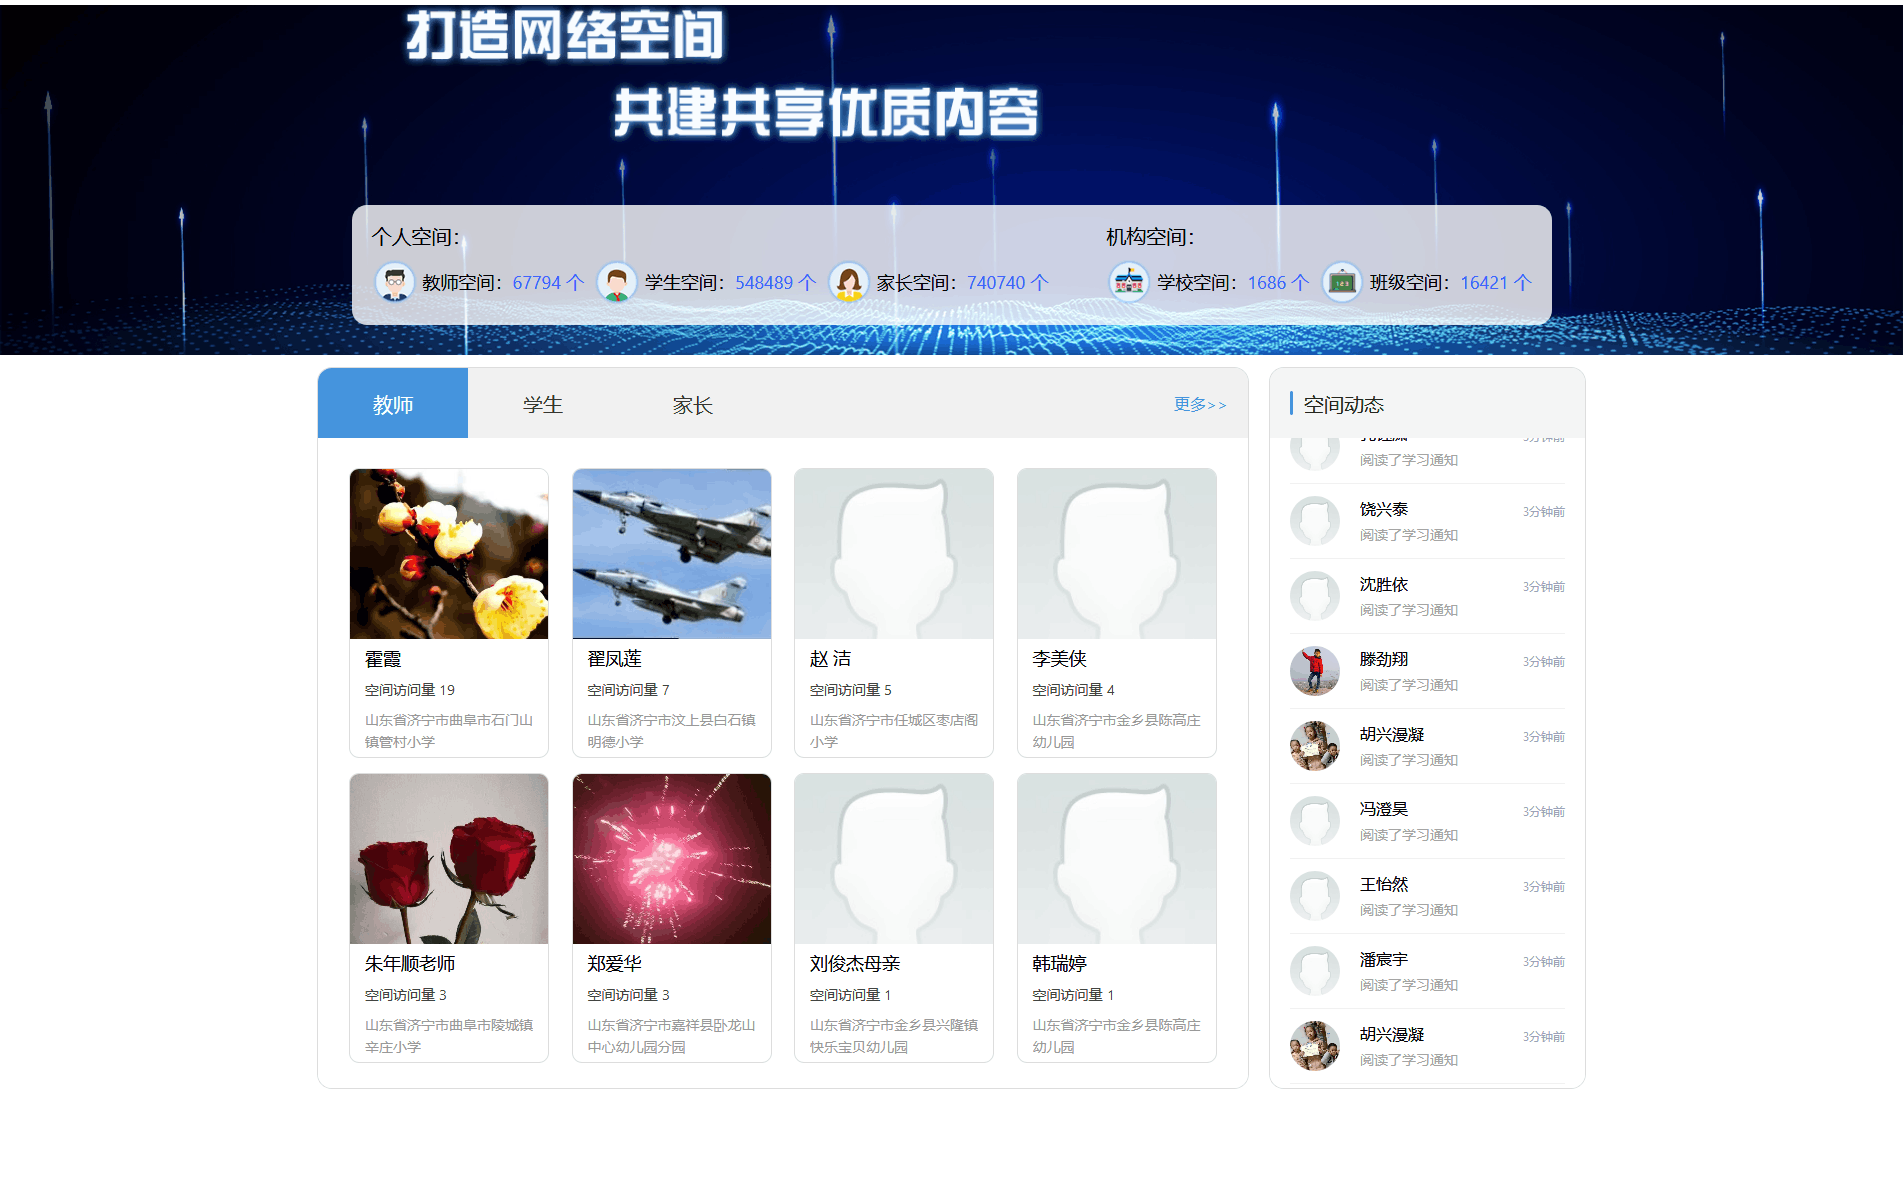 打造网络空间
共建共享优质内容
个人空间：
机构空间：
教师空间：67794 个
学生空间：548489 个
家长空间：740740 个
学校空间：1686 个
班级空间：16421 个
教师
学生
家长
更多>>
霍霞
空间访问量 19
山东省济宁市曲阜市石门山
镇管村小学
翟凤莲
空间访问量 7
山东省济宁市汶上县白石镇
明德小学
赵 洁
空间访问量 5
山东省济宁市任城区枣店阁
小学
李美侠
空间访问量 4
山东省济宁市金乡县陈高庄
幼儿园
朱年顺老师
空间访问量 3
山东省济宁市曲阜市陵城镇
辛庄小学
郑爱华
空间访问量 3
山东省济宁市嘉祥县卧龙山
中心幼儿园分园
刘俊杰母亲
空间访问量 1
山东省济宁市金乡县兴隆镇
快乐宝贝幼儿园
韩瑞婷
空间访问量 1
山东省济宁市金乡县陈高庄
幼儿园
空间动态
阅读了学习通知
饶兴泰
3分钟前
阅读了学习通知
沈胜依
3分钟前
阅读了学习通知
滕劲翔
3分钟前
阅读了学习通知
胡兴漫凝
3分钟前
阅读了学习通知
冯澄昊
3分钟前
阅读了学习通知
王怡然
3分钟前
阅读了学习通知
潘宸宇
3分钟前
阅读了学习通知
胡兴漫凝
3分钟前
阅读了学习通知